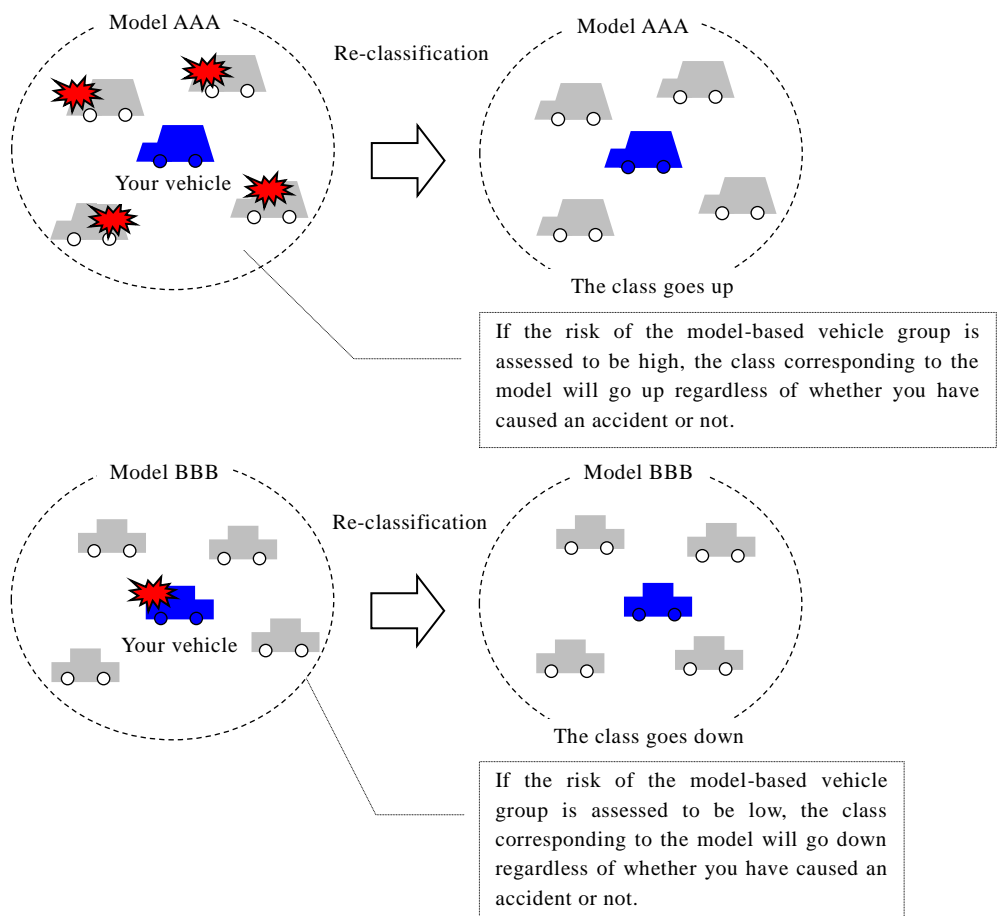 Model AAA
Model AAA
Re-classification
Your vehicle
The class goes up
If the risk of the model-based vehicle group is
assessed to be high, the class corresponding to the
model will go up regardless of whether you have
caused an accident or not.
Model BBB
Model BBB
Re-classification
Your vehicle
The class goes down
If the risk of the model-based vehicle
group is assessed to be low, the class
corresponding to the model will go down
regardless of whether you have caused an
accident or not.